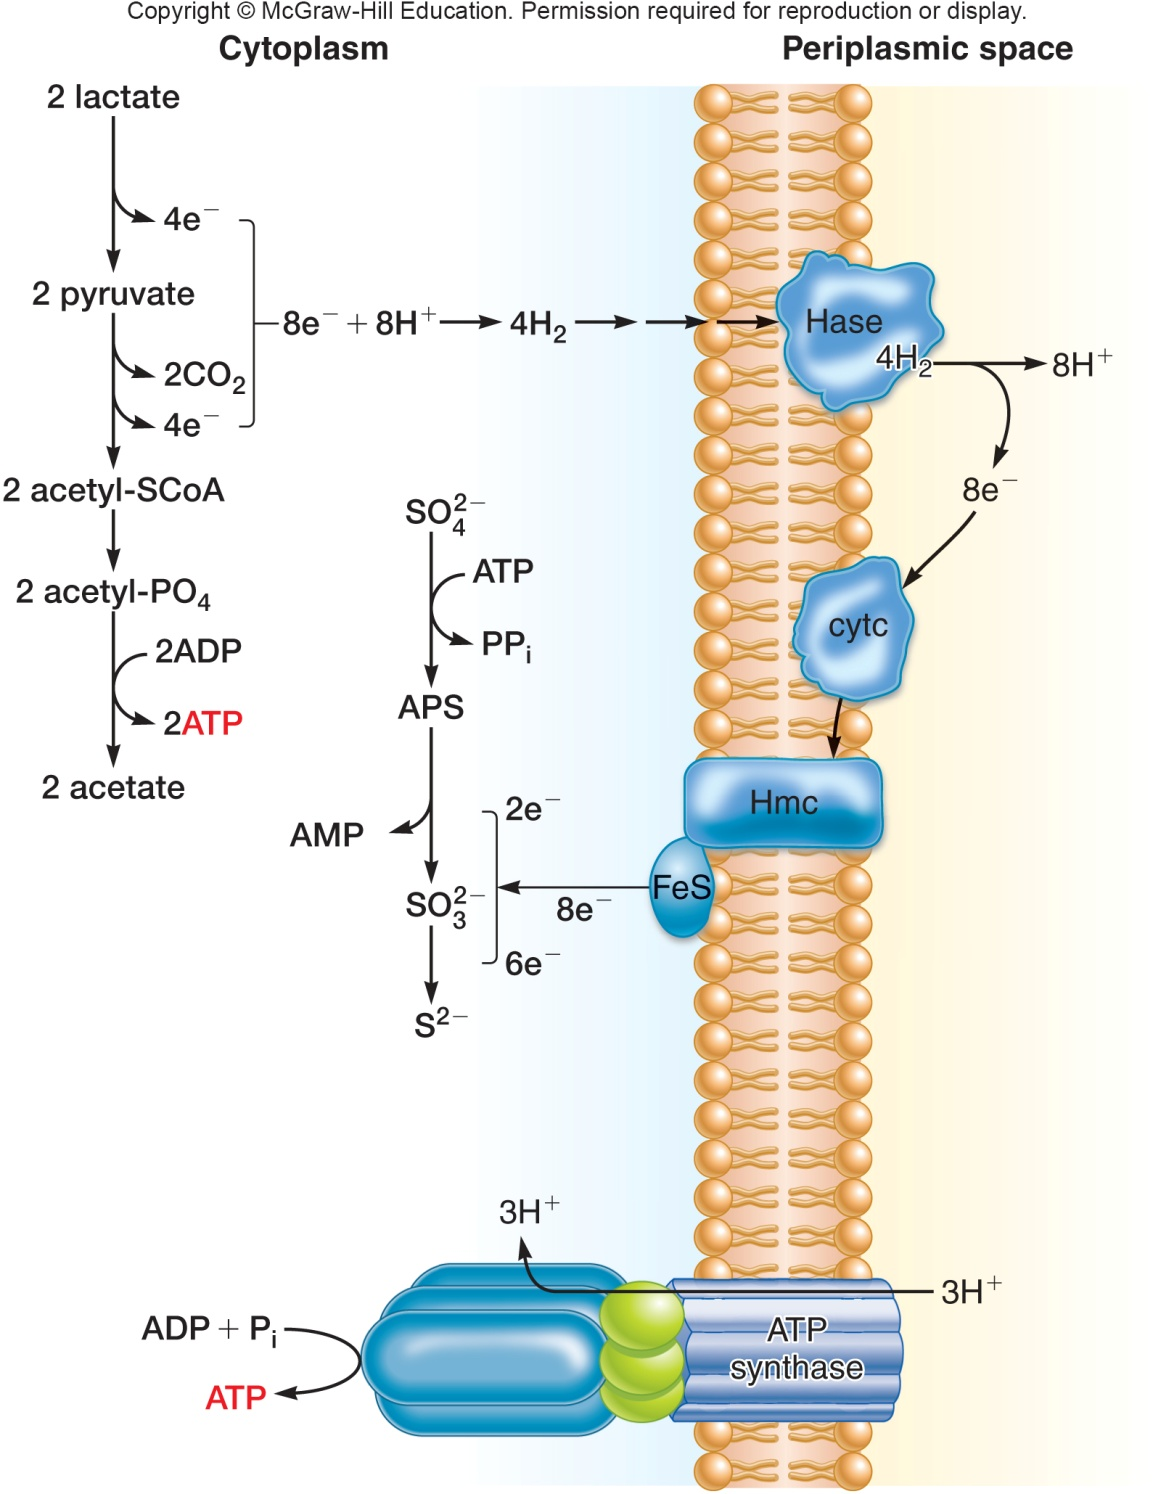 Copyright © McGraw-Hill Education. Permission required for reproduction or display.
Cytoplasm
Periplasmic space
2 lactate
4e⁻
2 pyruvate
8e⁻ + 8H⁺
4H₂
Hase
4H₂
8H⁺
2CO₂
4e⁻
8e⁻
2 acetyl-SCoA
SO₄²⁻
ATP
2 acetyl-PO₄
cytc
2ADP
PPᵢ
2ATP
APS
2 acetate
Hmc
2e⁻
AMP
FeS
SO₃²⁻
8e⁻
6e⁻
S²⁻
3H⁺
3H⁺
ADP + Pᵢ
ATP
synthase
ATP